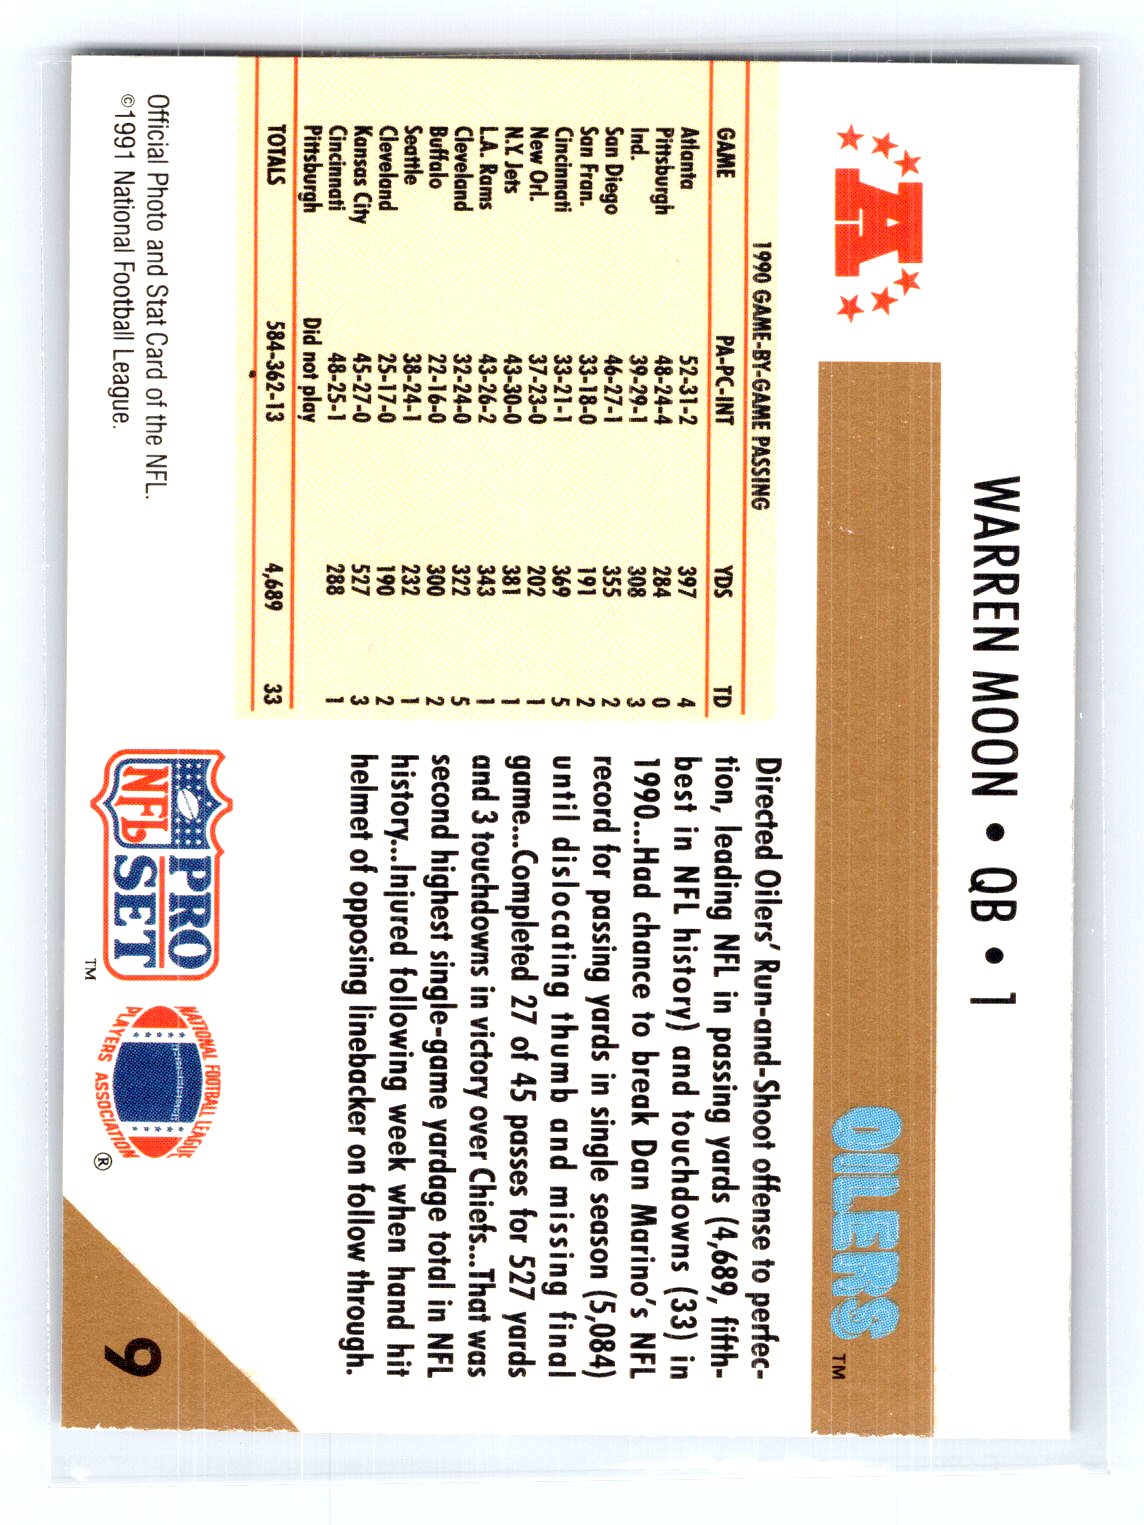 WARREN MOON • QB • 1
A
OILERS™
1990 GAME-BY-GAME PASSING
GAME PA-PC-INT YDS TD
Atlanta 52-31-2 397 4
Pittsburgh 48-24-4 284 0
Ind. 39-29-1 308 3
San Diego 46-27-1 355 2
San Fran. 33-18-0 191 2
Cincinnati 33-21-1 369 5
New Orl. 37-23-0 202 1
N.Y. Jets 43-30-0 381 1
L.A. Rams 43-26-2 343 1
Cleveland 32-24-0 322 5
Buffalo 22-16-0 300 2
Seattle 38-24-1 232 1
Cleveland 25-17-0 190 2
Kansas City 45-27-0 527 3
Cincinnati 48-25-1 288 1
Pittsburgh Did not play
TOTALS 584-362-13 4,689 33
Directed Oilers' Run-and-Shoot offense to perfec-
tion, leading NFL in passing yards (4,689, fifth-
best in NFL history) and touchdowns (33) in
1990...Had chance to break Dan Marino's NFL
record for passing yards in single season (5,084)
until dislocating thumb and missing final
game...Completed 27 of 45 passes for 527 yards
and 3 touchdowns in victory over Chiefs...That was
second highest single-game yardage total in NFL
history...Injured following week when hand hit
helmet of opposing linebacker on follow through.
Official Photo and Stat Card of the NFL.
©1991 National Football League.
NFL PRO SET™
NATIONAL FOOTBALL LEAGUE
PLAYERS ASSOCIATION®
9